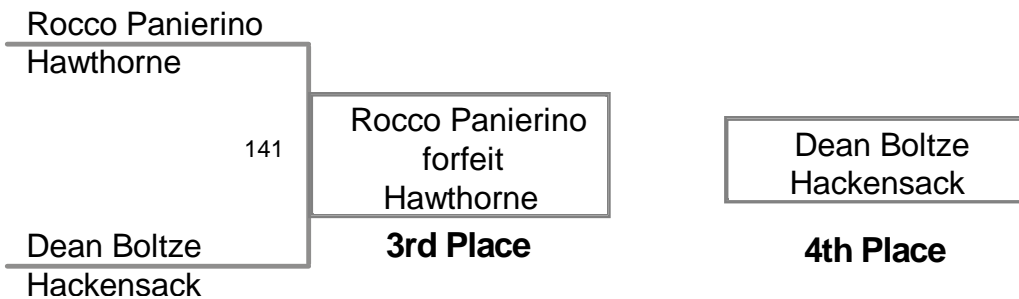 Rocco Panierino
Hawthorne
141
Dean Boltze
Hackensack
Rocco Panierino
forfeit
Hawthorne
3rd Place
Dean Boltze
Hackensack
4th Place